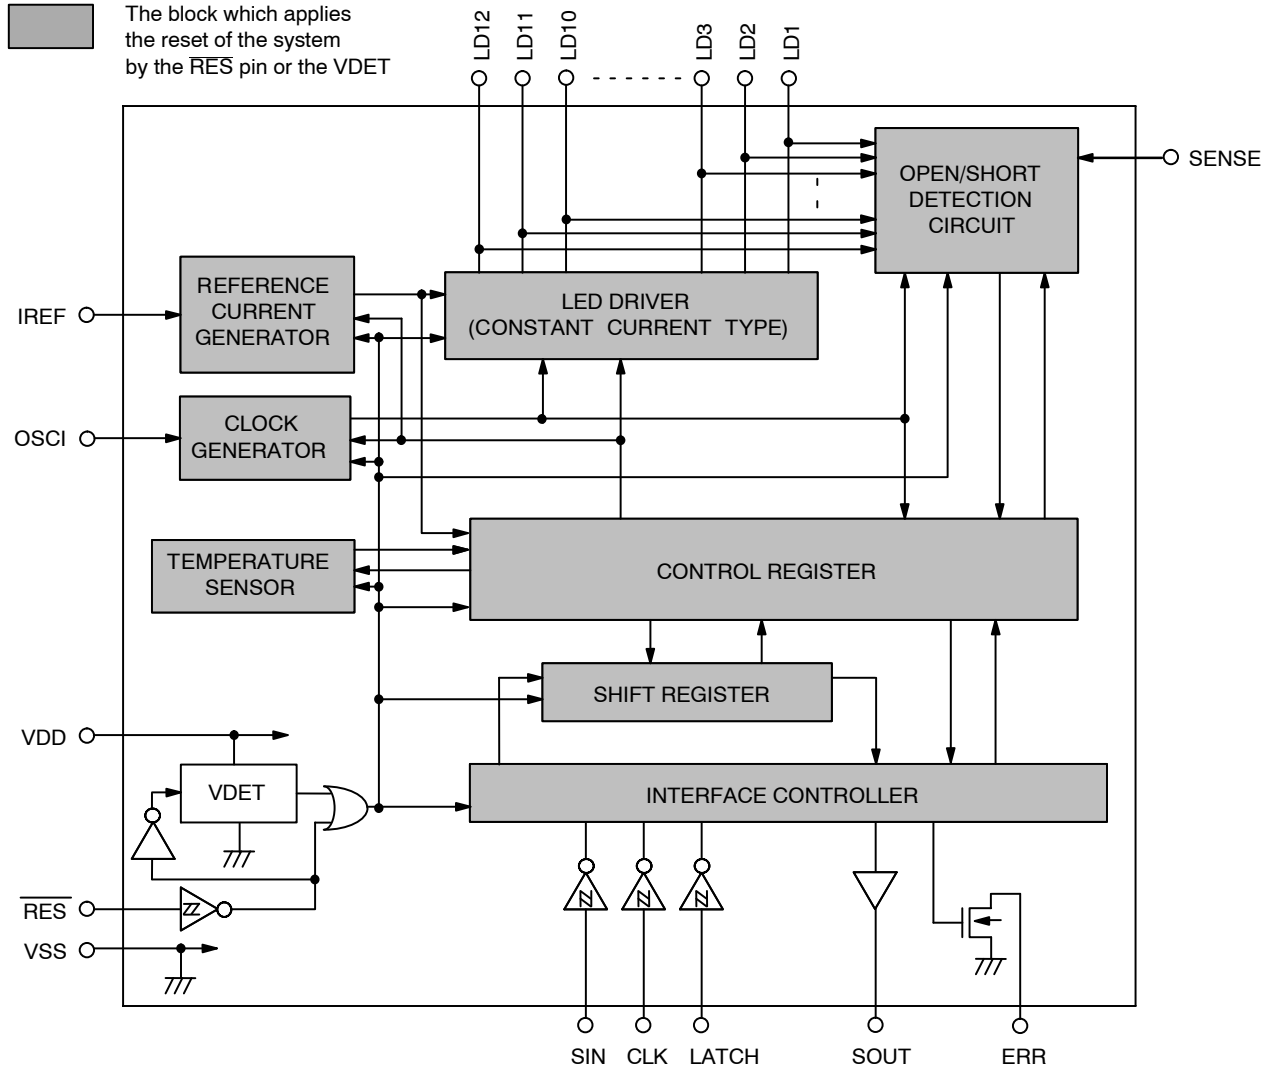 The block which applies
the reset of the system
by the RES pin or the VDET
LD12
LD11
LD10
LD3
LD2
LD1
OPEN/SHORT
DETECTION
CIRCUIT
SENSE
REFERENCE
CURRENT
GENERATOR
IREF
LED DRIVER
(CONSTANT CURRENT TYPE)
CLOCK
GENERATOR
OSCI
TEMPERATURE
SENSOR
CONTROL REGISTER
SHIFT REGISTER
VDD
VDET
INTERFACE CONTROLLER
RES
VSS
SIN
CLK
LATCH
SOUT
ERR